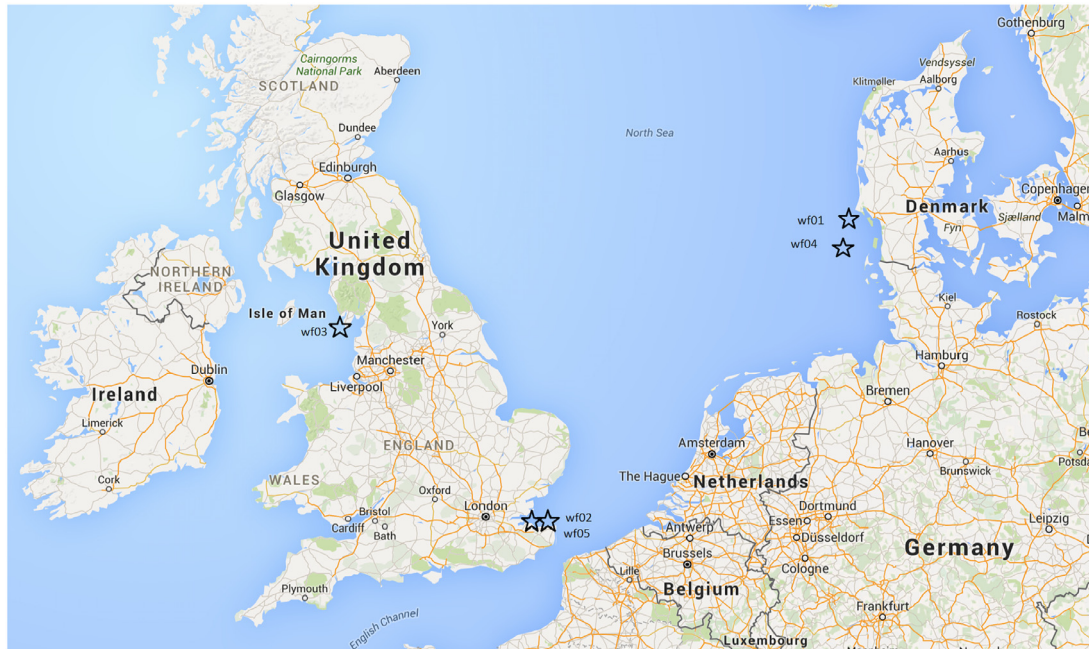 Gothenburg
Cairngorms
National Park
Aberdeen
SCOTLAND
Vendsyssel
Klitmøller
Aalborg
Dundee
North Sea
Aarhus
Edinburgh
Glasgow
Copenhagen
Denmark
Sjælland
Malm
wf01
Fyn
United
Kingdom
wf04
NORTHERN
IRELAND
Kiel
Isle of Man
wf03
York
Rostock
Dublin
Manchester
Hamburg
Liverpool
Ireland
Bremen
Limerick
ENGLAND
Amsterdam
Hanover
Be
Potsda
Brunswick
Cork
WALES
The Hague
Netherlands
Oxford
London
Dortmund
Bristol
Cardiff
Bath
wf02
wf05
Essen
Düsseldorf
Leipzig
Antwerp
Brussels
Germany
Cologne
Lille
Belgium
D
Plymouth
English Channel
Frankfurt
Luxembourg